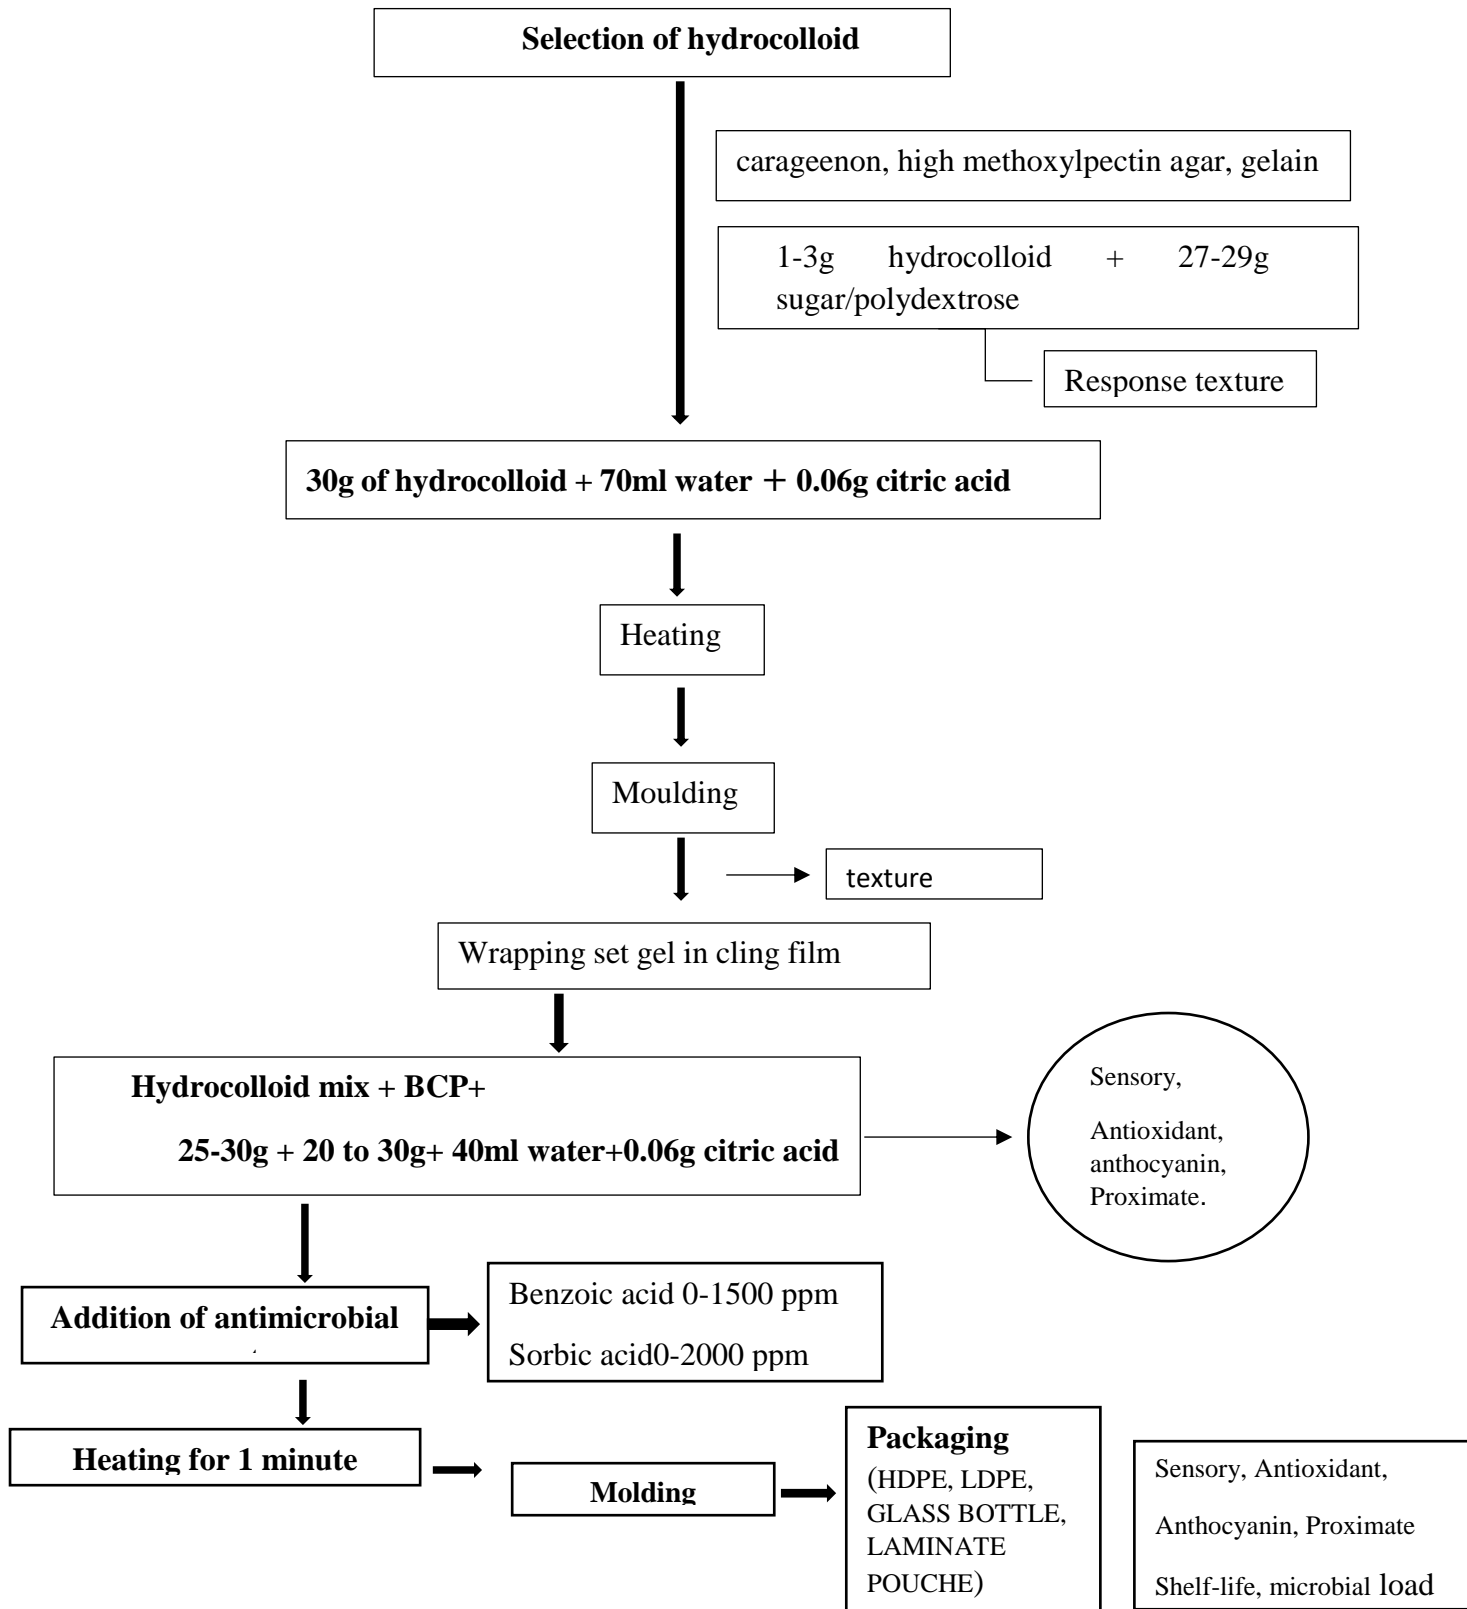 Selection of hydrocolloid
carageenon, high methoxylpectin agar, gelain
1-3g hydrocolloid + 27-29g
sugar/polydextrose
Response texture
30g of hydrocolloid + 70ml water + 0.06g citric acid
Heating
Moulding
texture
Wrapping set gel in cling film
Hydrocolloid mix + BCP+
25-30g + 20 to 30g+ 40ml water+0.06g citric acid
Sensory,
Antioxidant,
anthocyanin,
Proximate.
Addition of antimicrobial
Benzoic acid 0-1500 ppm
Sorbic acid0-2000 ppm
Heating for 1 minute
Molding
Packaging
(HDPE, LDPE,
GLASS BOTTLE,
LAMINATE
POUCHE)
Sensory, Antioxidant,
Anthocyanin, Proximate
Shelf-life, microbial load